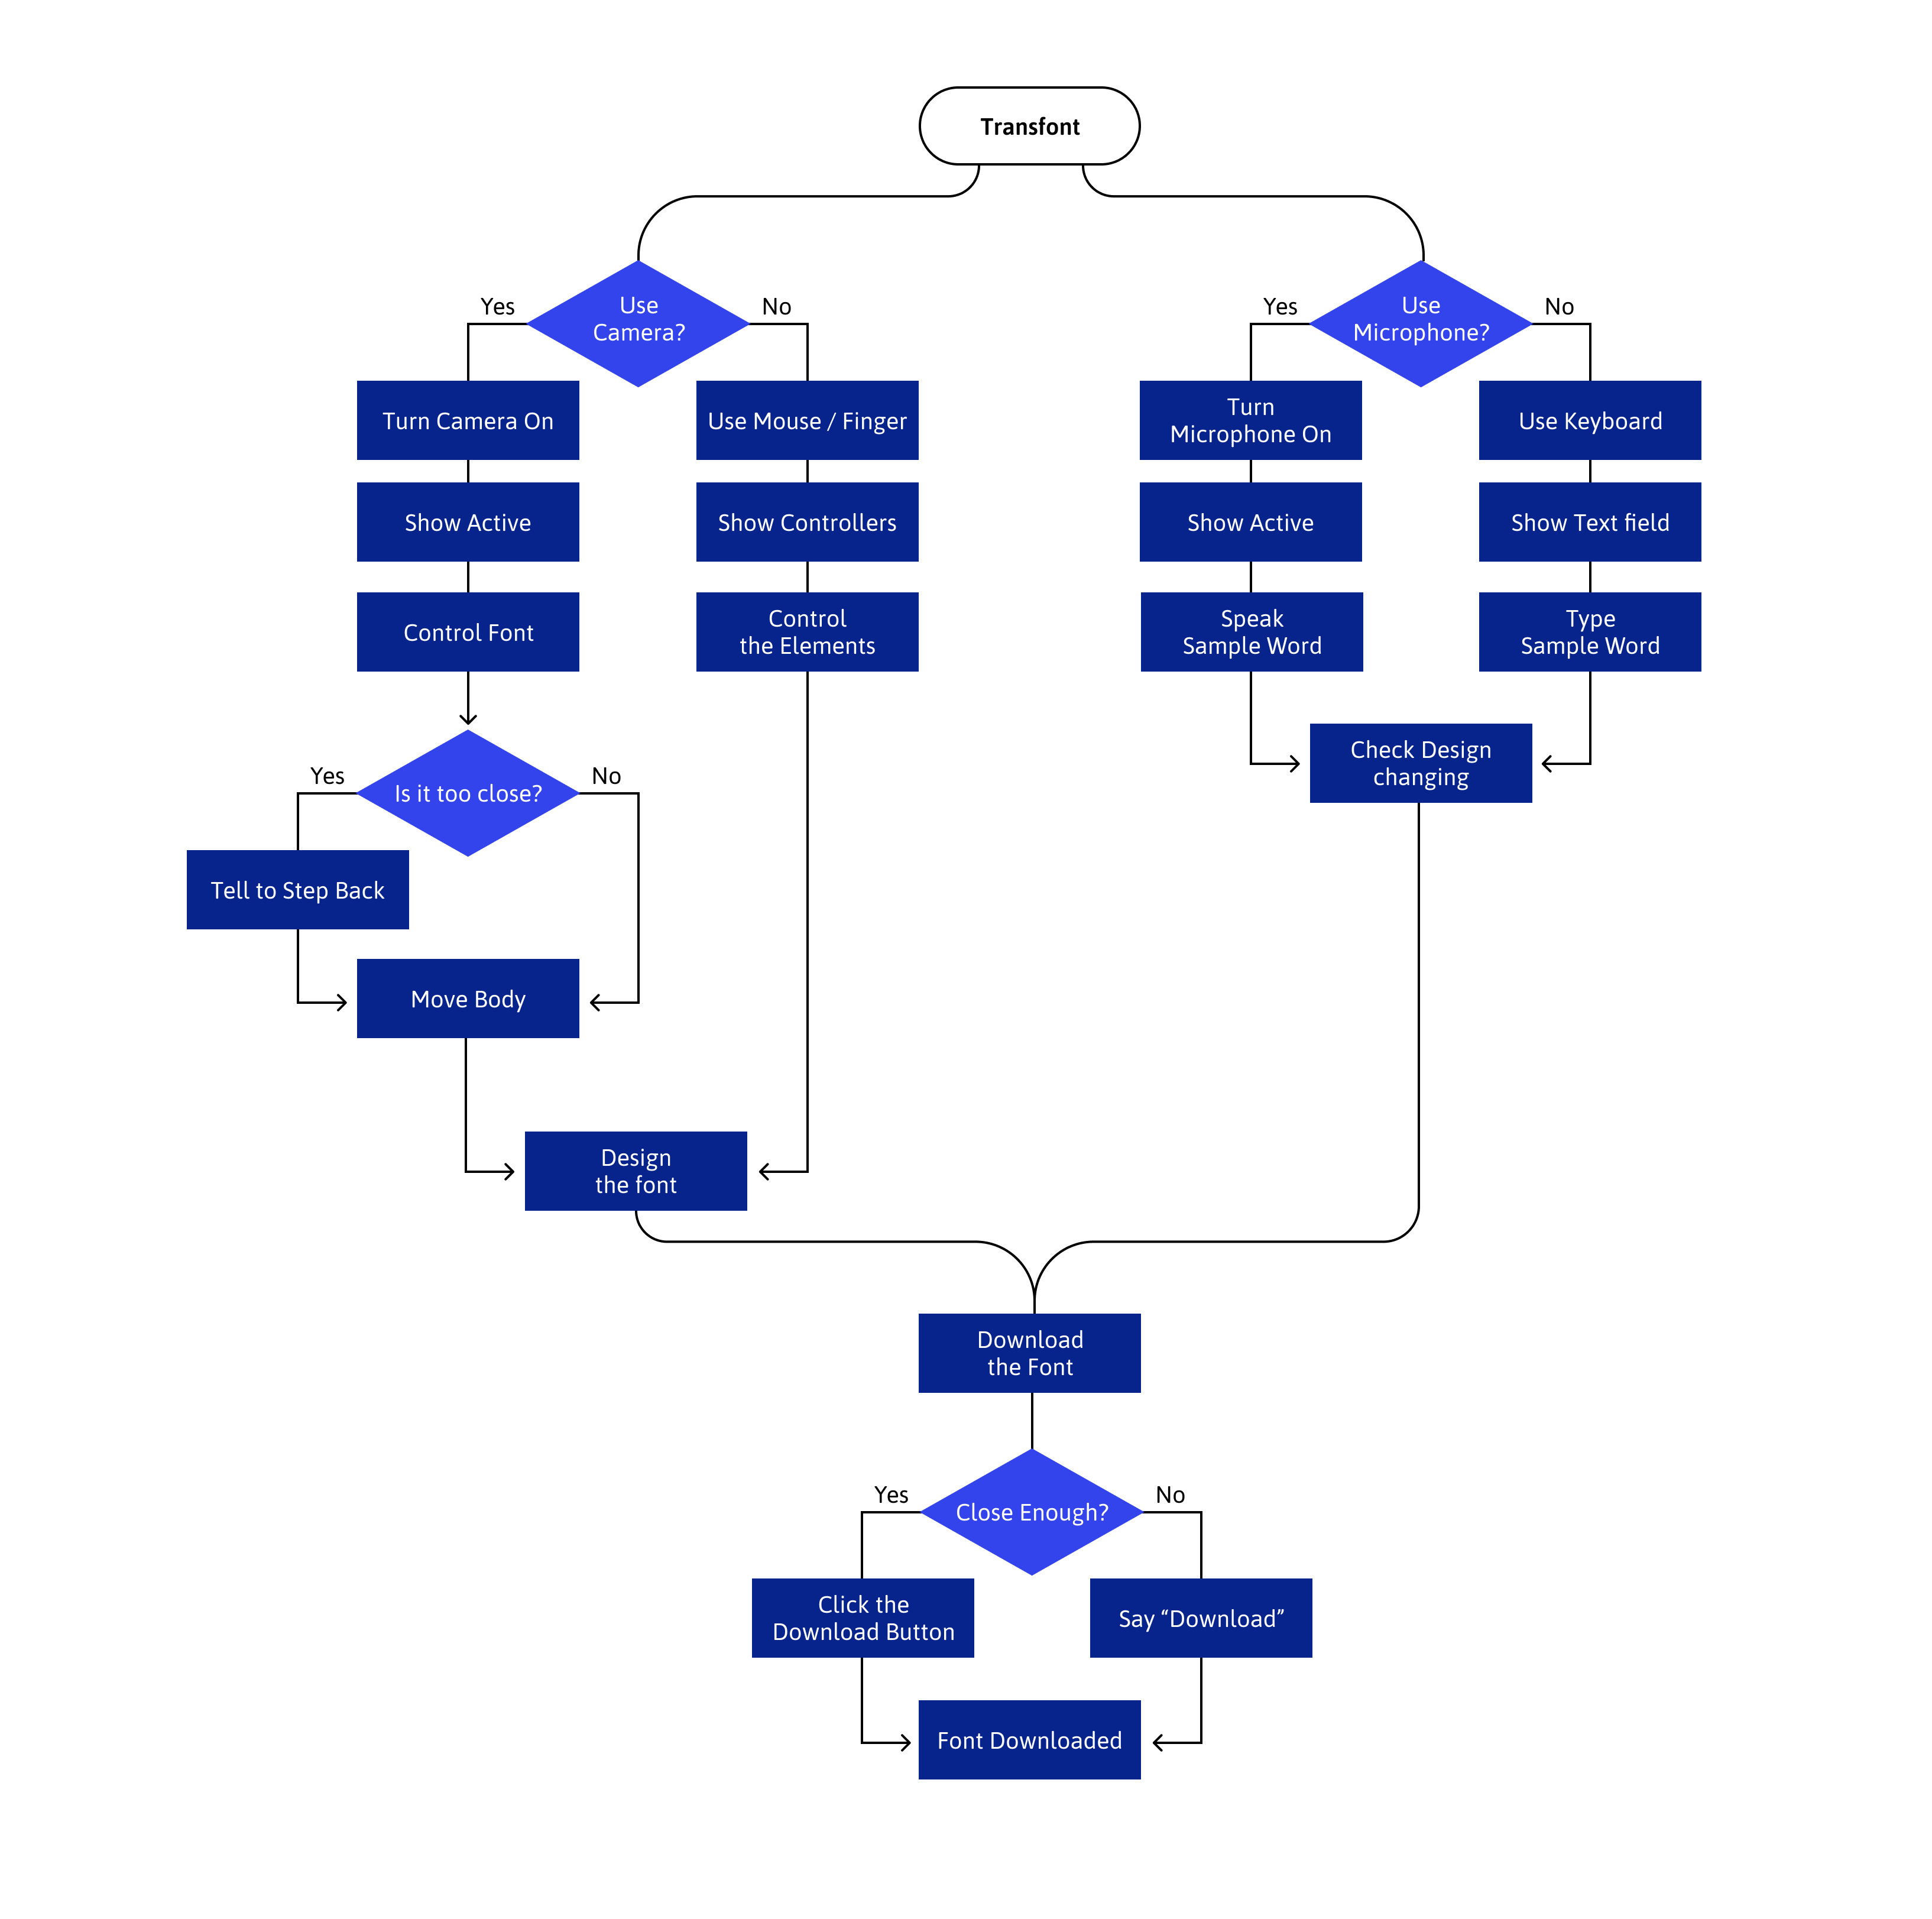 Transfont
Yes
Use
Camera?
No
Yes
Use
Microphone?
No
Turn Camera On
Use Mouse / Finger
Turn
Microphone On
Use Keyboard
Show Active
Show Controllers
Show Active
Show Text field
Control Font
Control
the Elements
Speak
Sample Word
Type
Sample Word
Yes
Is it too close?
No
Check Design
changing
Tell to Step Back
Move Body
Design
the font
Download
the Font
Yes
Close Enough?
No
Click the
Download Button
Say “Download”
Font Downloaded